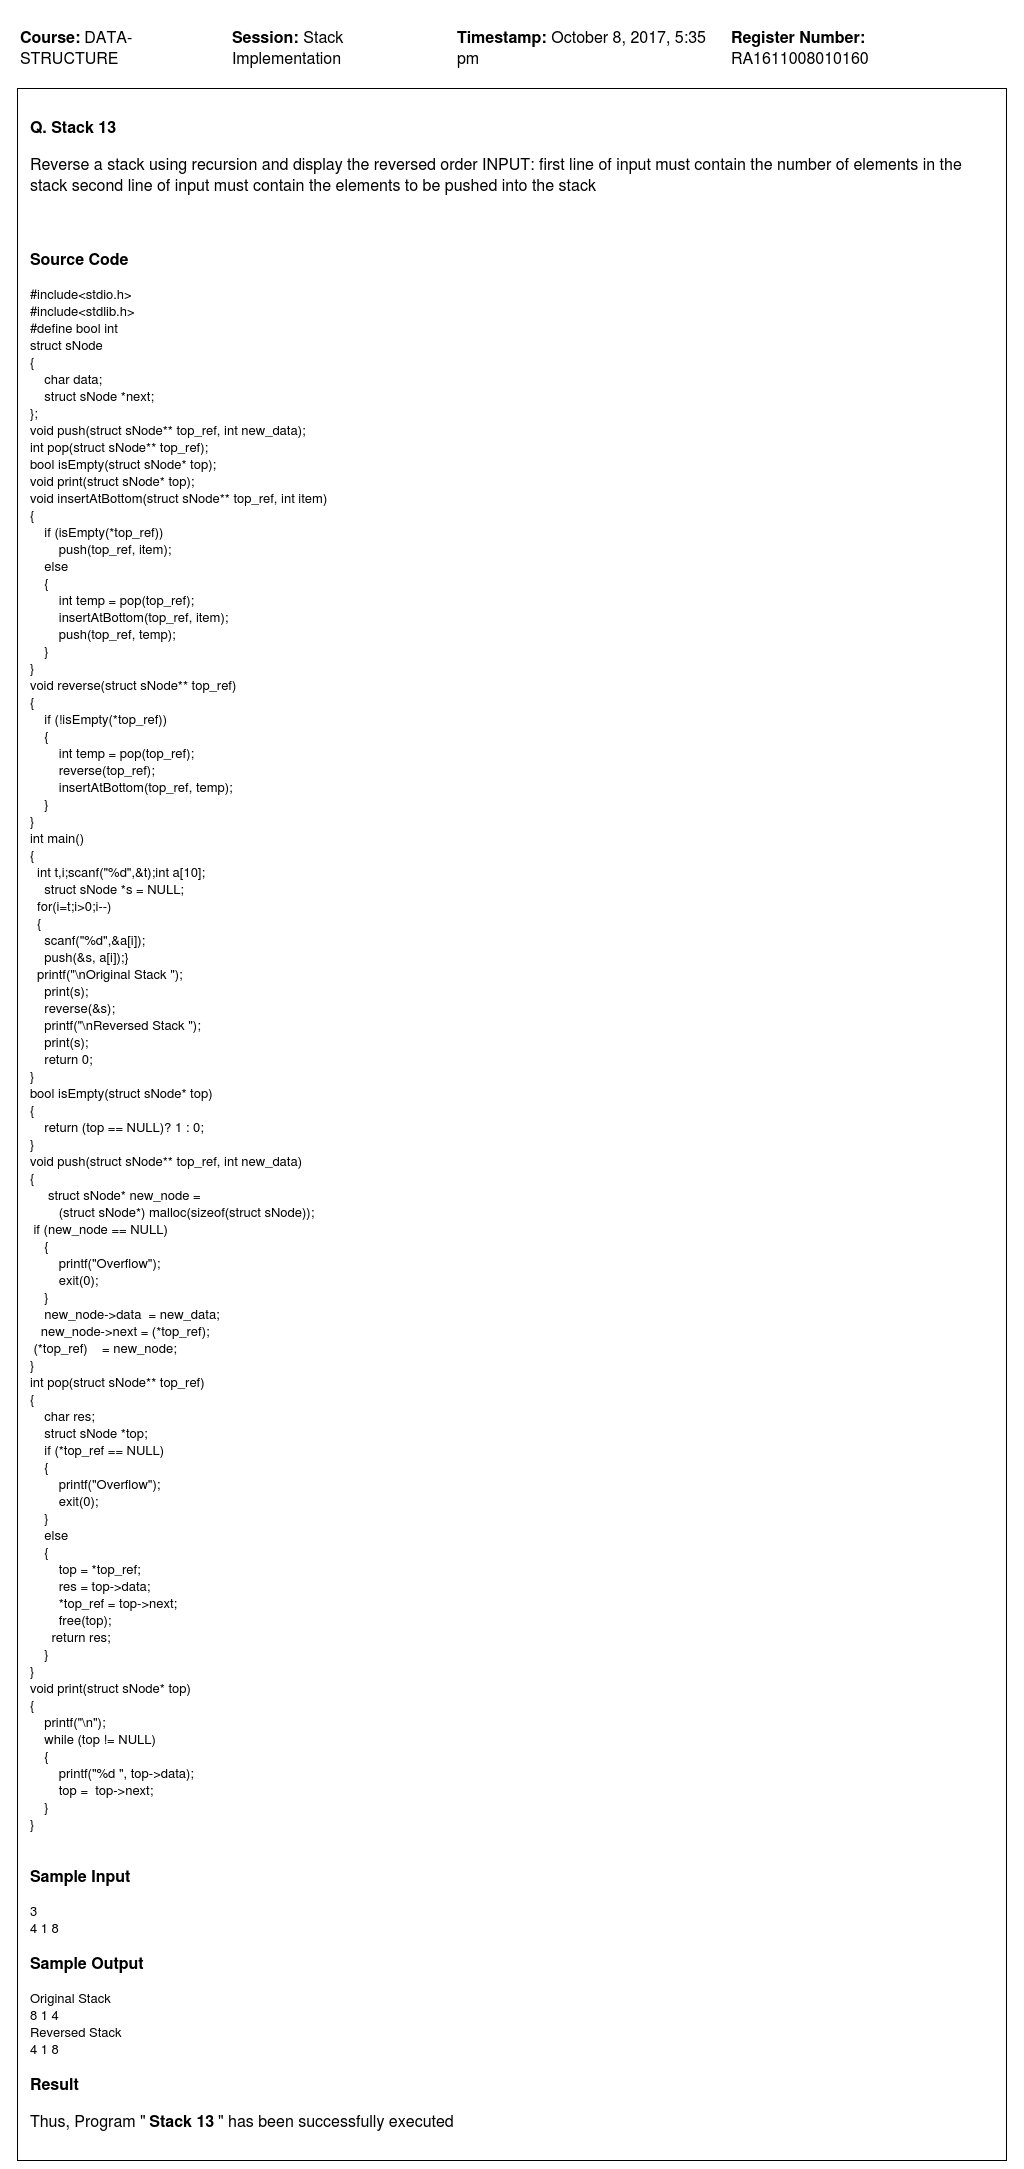 Course: DATA-STRUCTURE
Session: Stack Implementation
Timestamp: October 8, 2017, 5:35 pm
Register Number: RA1611008010160
Q. Stack 13
Reverse a stack using recursion and display the reversed order INPUT: first line of input must contain the number of elements in the
stack second line of input must contain the elements to be pushed into the stack
Source Code
#include<stdio.h>
#include<stdlib.h>
#define bool int
struct sNode
{
    char data;
    struct sNode *next;
};
void push(struct sNode** top_ref, int new_data);
int pop(struct sNode** top_ref);
bool isEmpty(struct sNode* top);
void print(struct sNode* top);
void insertAtBottom(struct sNode** top_ref, int item)
{
    if (isEmpty(*top_ref))
        push(top_ref, item);
    else
    {
        int temp = pop(top_ref);
        insertAtBottom(top_ref, item);
        push(top_ref, temp);
    }
}
void reverse(struct sNode** top_ref)
{
    if (!isEmpty(*top_ref))
    {
        int temp = pop(top_ref);
        reverse(top_ref);
        insertAtBottom(top_ref, temp);
    }
}
int main()
{
  int t,i;scanf("%d",&t);int a[10];
    struct sNode *s = NULL;
  for(i=t;i>0;i--)
  {
    scanf("%d",&a[i]);
    push(&s, a[i]);}
  printf("\nOriginal Stack ");
    print(s);
    reverse(&s);
    printf("\nReversed Stack ");
    print(s);
    return 0;
}
bool isEmpty(struct sNode* top)
{
    return (top == NULL)? 1 : 0;
}
void push(struct sNode** top_ref, int new_data)
{
     struct sNode* new_node =
        (struct sNode*) malloc(sizeof(struct sNode));
 if (new_node == NULL)
    {
        printf("Overflow");
        exit(0);
    }
    new_node->data  = new_data;
   new_node->next = (*top_ref);
 (*top_ref)    = new_node;
}
int pop(struct sNode** top_ref)
{
    char res;
    struct sNode *top;
    if (*top_ref == NULL)
    {
        printf("Overflow");
        exit(0);
    }
    else
    {
        top = *top_ref;
        res = top->data;
        *top_ref = top->next;
        free(top);
      return res;
    }
}
void print(struct sNode* top)
{
    printf("\n");
    while (top != NULL)
    {
        printf("%d ", top->data);
        top =  top->next;
    }
}
Sample Input
3
4 1 8
Sample Output
Original Stack
8 1 4
Reversed Stack
4 1 8
Result
Thus, Program " Stack 13 " has been successfully executed